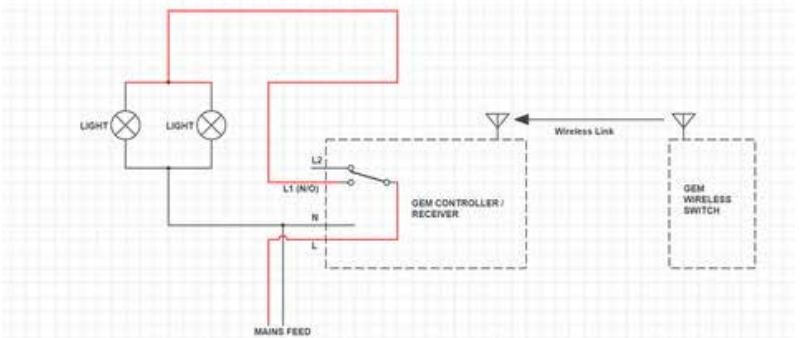 LIGHT
LIGHT
Wireless Link
L2
L1 (N/O)
GEM CONTROLLER /
RECEIVER
GEM
WIRELESS
SWITCH
N
L
MAINS FEED